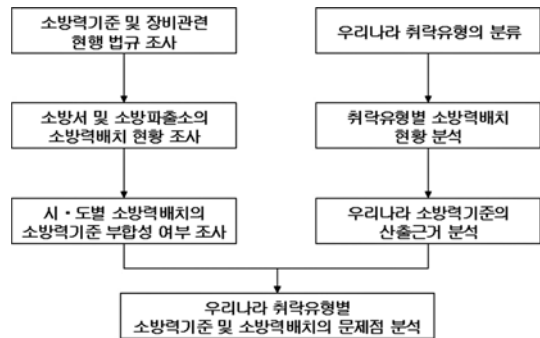 소방력기준 및 장비관련
현행 법규 조사
우리나라 취락유형의 분류
소방서 및 소방파출소의
소방력배치 현황 조사
취락유형별 소방력배치
현황 분석
시・도별 소방력배치의
소방력기준 부합성 여부 조사
우리나라 소방력기준의
산출근거 분석
우리나라 취락유형별
소방력기준 및 소방력배치의 문제점 분석